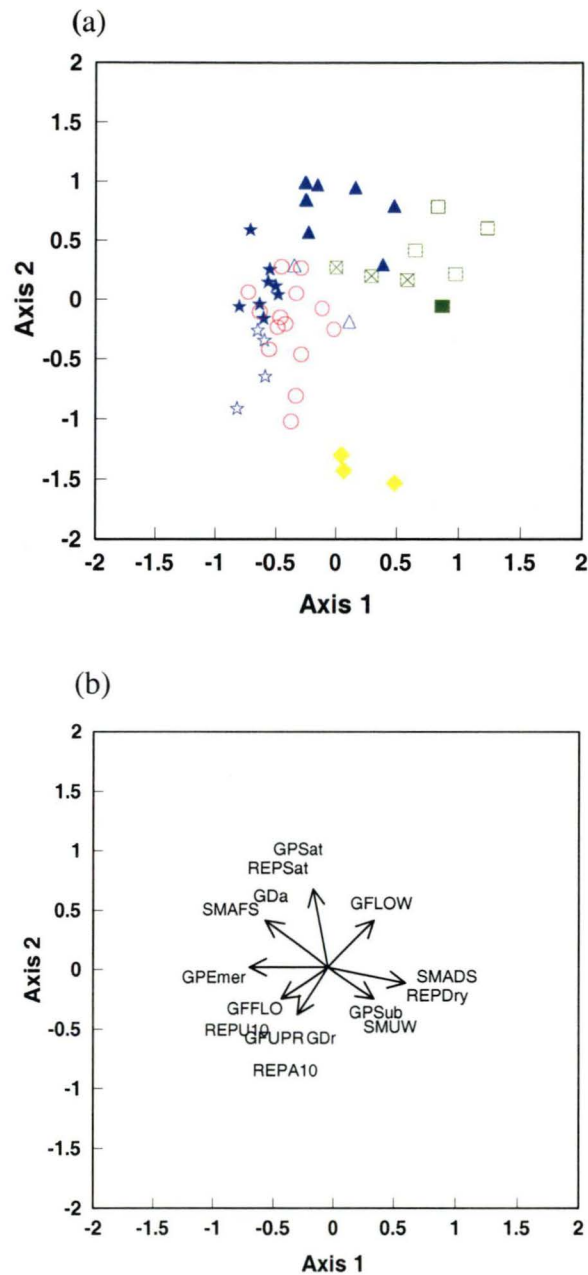 (a)
2
1.5
1
0.5
0
-0.5
-1
-1.5
-2
Axis 2
-2 -1.5 -1 -0.5 0 0.5 1 1.5 2
Axis 1
(b)
2
1.5
1
0.5
0
-0.5
-1
-1.5
-2
Axis 2
GPSat
REPSat
GDa
SMAFS
GFLOW
GPEmer
SMADS
REPDry
GFFLO
GPSub
REPU10
SMUW
GFUPR GDr
REPA10
-2 -1.5 -1 -0.5 0 0.5 1 1.5 2
Axis 1